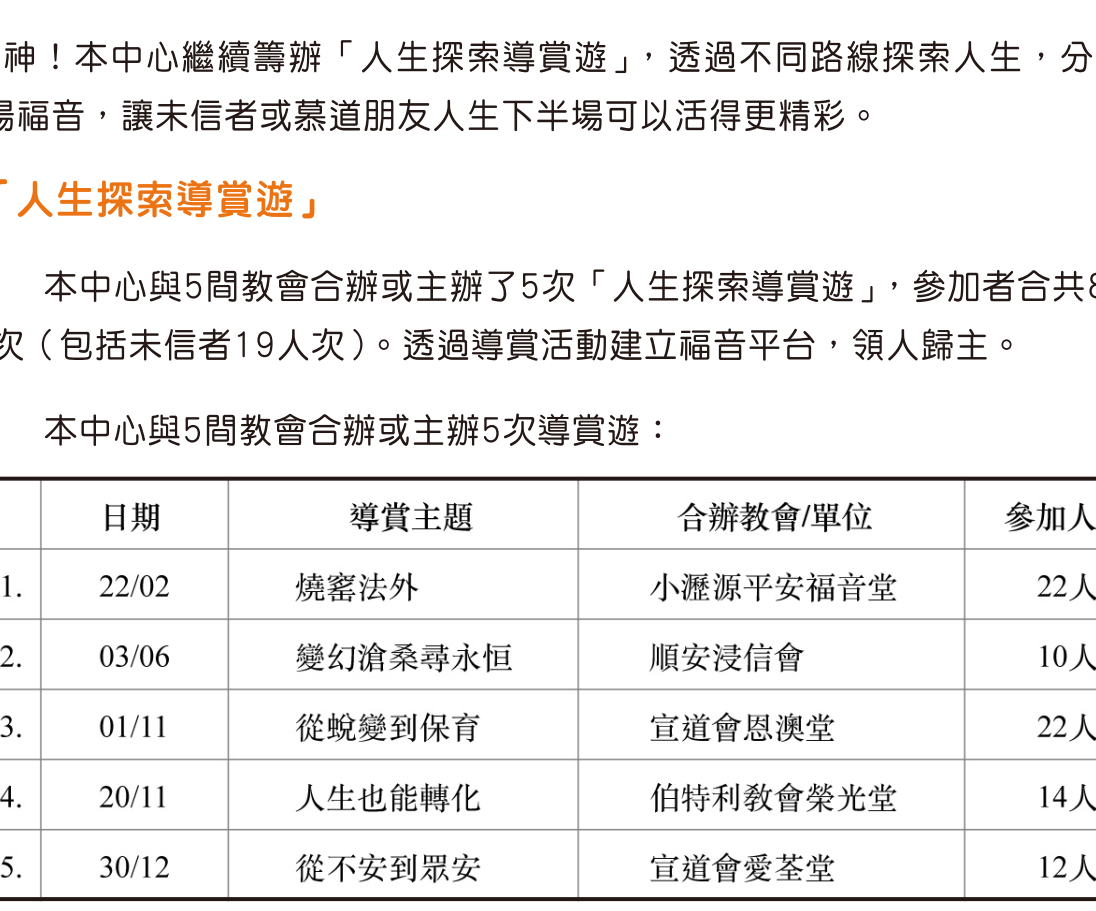 神！本中心繼續籌辦「人生探索導賞遊」，透過不同路線探索人生，分
揚福音，讓未信者或慕道朋友人生下半場可以活得更精彩。
「人生探索導賞遊」
本中心與5間教會合辦或主辦了5次「人生探索導賞遊」，參加者合共8
次（包括未信者19人次）。透過導賞活動建立福音平台，領人歸主。
本中心與5間教會合辦或主辦5次導賞遊：
日期 導賞主題 合辦教會/單位 參加人
1. 22/02 燒窰法外 小瀝源平安福音堂 22人
2. 03/06 變幻滄桑尋永恒 順安浸信會 10人
3. 01/11 從蛻變到保育 宣道會恩澳堂 22人
4. 20/11 人生也能轉化 伯特利教會榮光堂 14人
5. 30/12 從不安到眾安 宣道會愛荃堂 12人